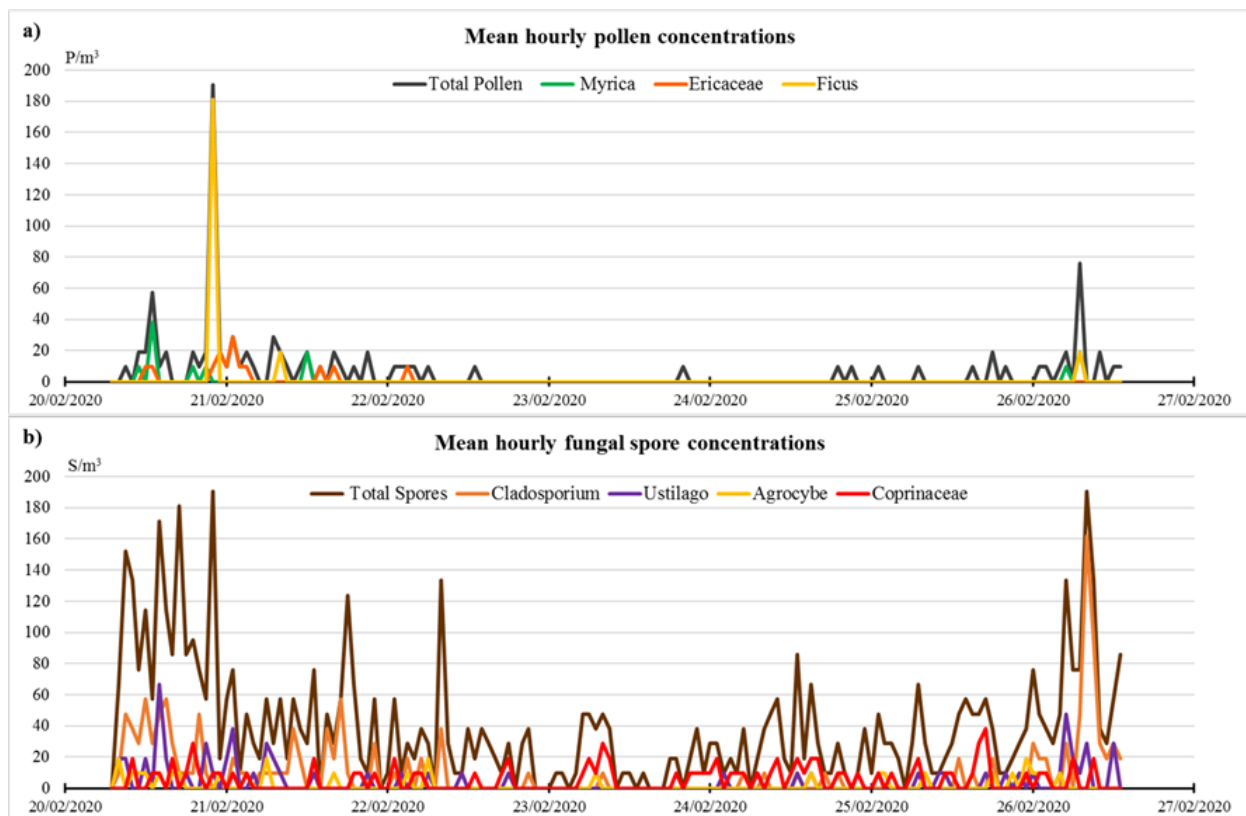 a)
Mean hourly pollen concentrations
P/m³
Total Pollen Myrica Ericaceae Ficus
200
180
160
140
120
100
80
60
40
20
0
20/02/2020 21/02/2020 22/02/2020 23/02/2020 24/02/2020 25/02/2020 26/02/2020 27/02/2020
b)
Mean hourly fungal spore concentrations
S/m³
Total Spores Cladosporium Ustilago Agrocybe Coprinaceae
200
180
160
140
120
100
80
60
40
20
0
20/02/2020 21/02/2020 22/02/2020 23/02/2020 24/02/2020 25/02/2020 26/02/2020 27/02/2020